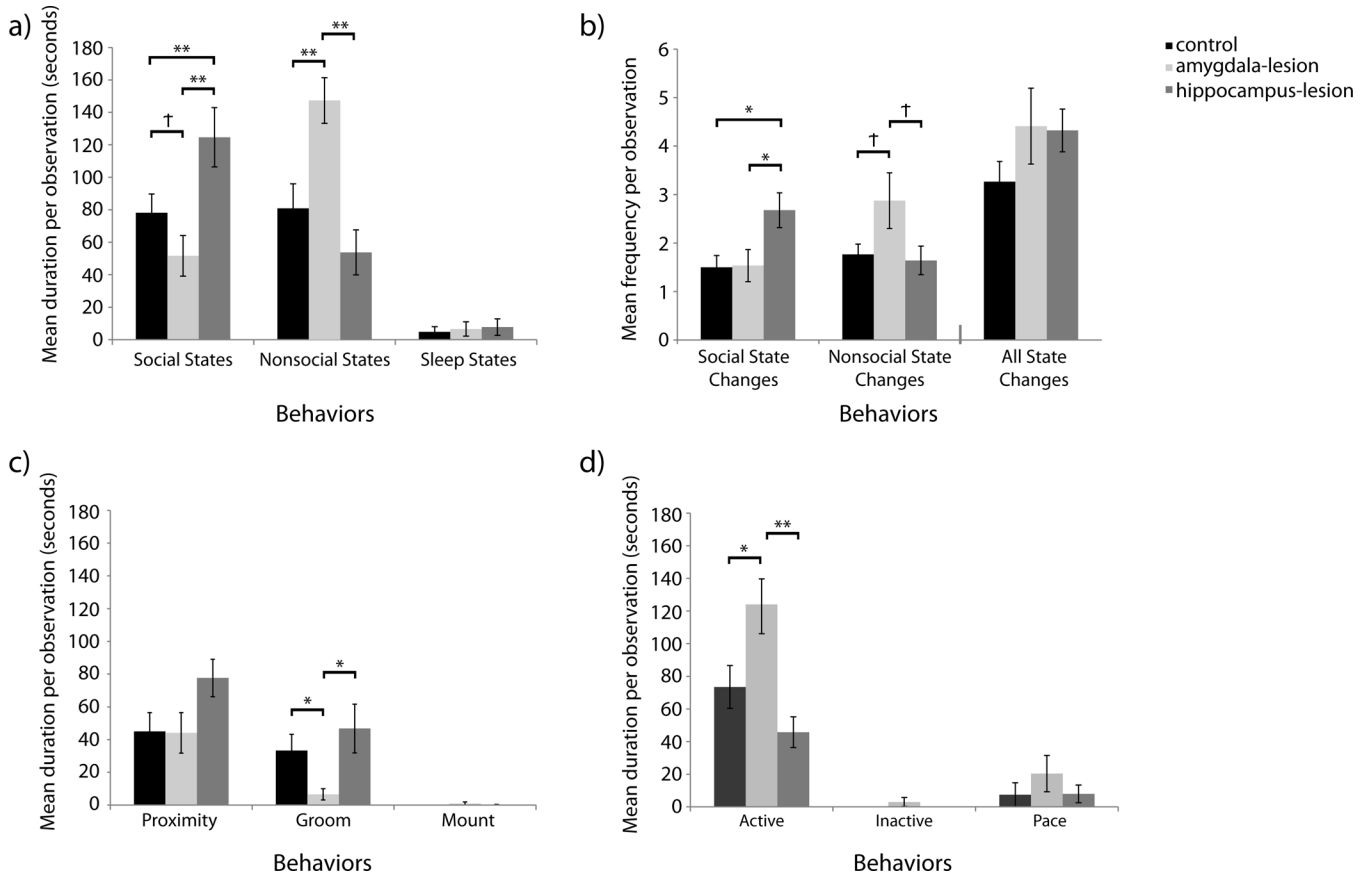 a)
Mean duration per observation (seconds)
180
160
140
120
100
80
60
40
20
0
**
**
†
**
**
Social States
Nonsocial States
Sleep States
Behaviors
b)
Mean frequency per observation
6
5
4
3
2
1
0
*
*
†
†
Social State
Changes
Nonsocial State
Changes
All State
Changes
Behaviors
control
amygdala-lesion
hippocampus-lesion
c)
Mean duration per observation (seconds)
180
160
140
120
100
80
60
40
20
0
*
*
Proximity
Groom
Mount
Behaviors
d)
Mean duration per observation (seconds)
180
160
140
120
100
80
60
40
20
0
*
**
Active
Inactive
Pace
Behaviors